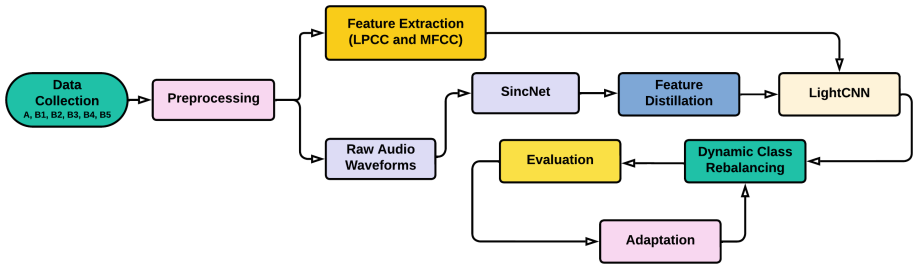 Data
Collection
A, B1, B2, B3, B4, B5
Preprocessing
Feature Extraction
(LPCC and MFCC)
Raw Audio
Waveforms
SincNet
Feature
Distillation
LightCNN
Dynamic Class
Rebalancing
Evaluation
Adaptation